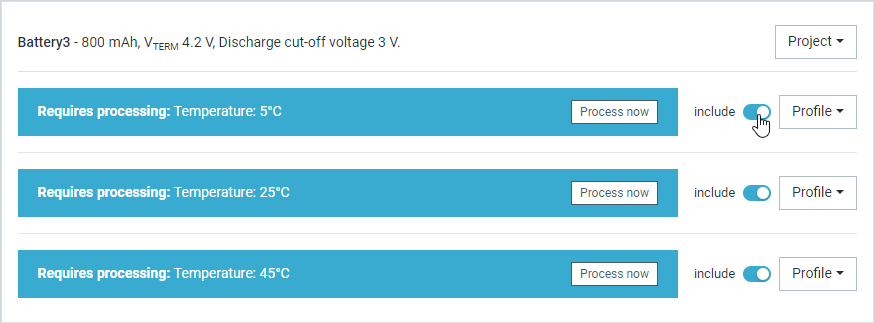 Battery3 - 800 mAh, VTERM 4.2 V, Discharge cut-off voltage 3 V. Project
Requires processing: Temperature: 5°C Process now include Profile
Requires processing: Temperature: 25°C Process now include Profile
Requires processing: Temperature: 45°C Process now include Profile